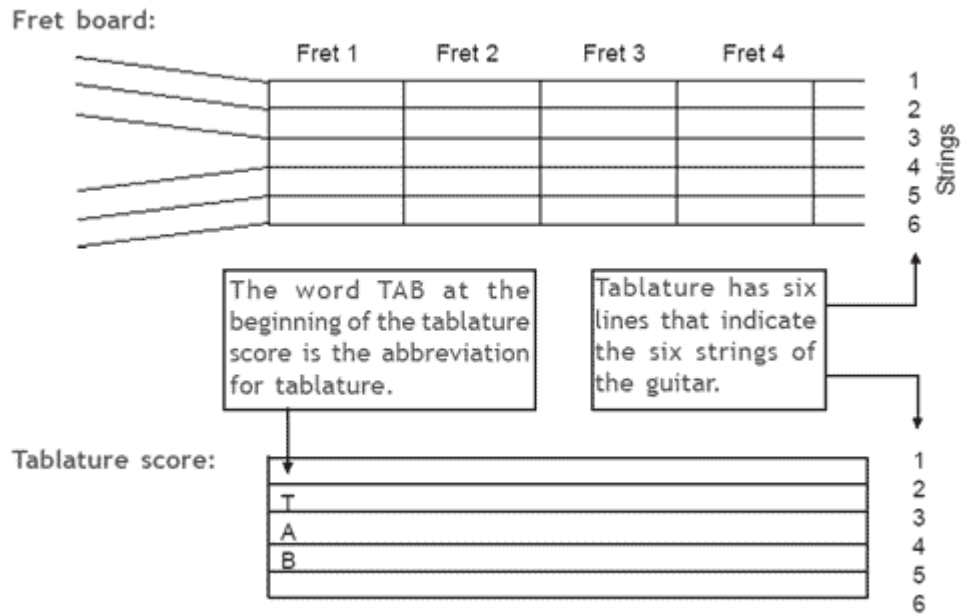 Fret board:
Fret 1 Fret 2 Fret 3 Fret 4
1
2
3
4
5
6
Strings
The word TAB at the
beginning of the tablature
score is the abbreviation
for tablature.
Tablature has six
lines that indicate
the six strings of
the guitar.
Tablature score:
T
A
B
1
2
3
4
5
6